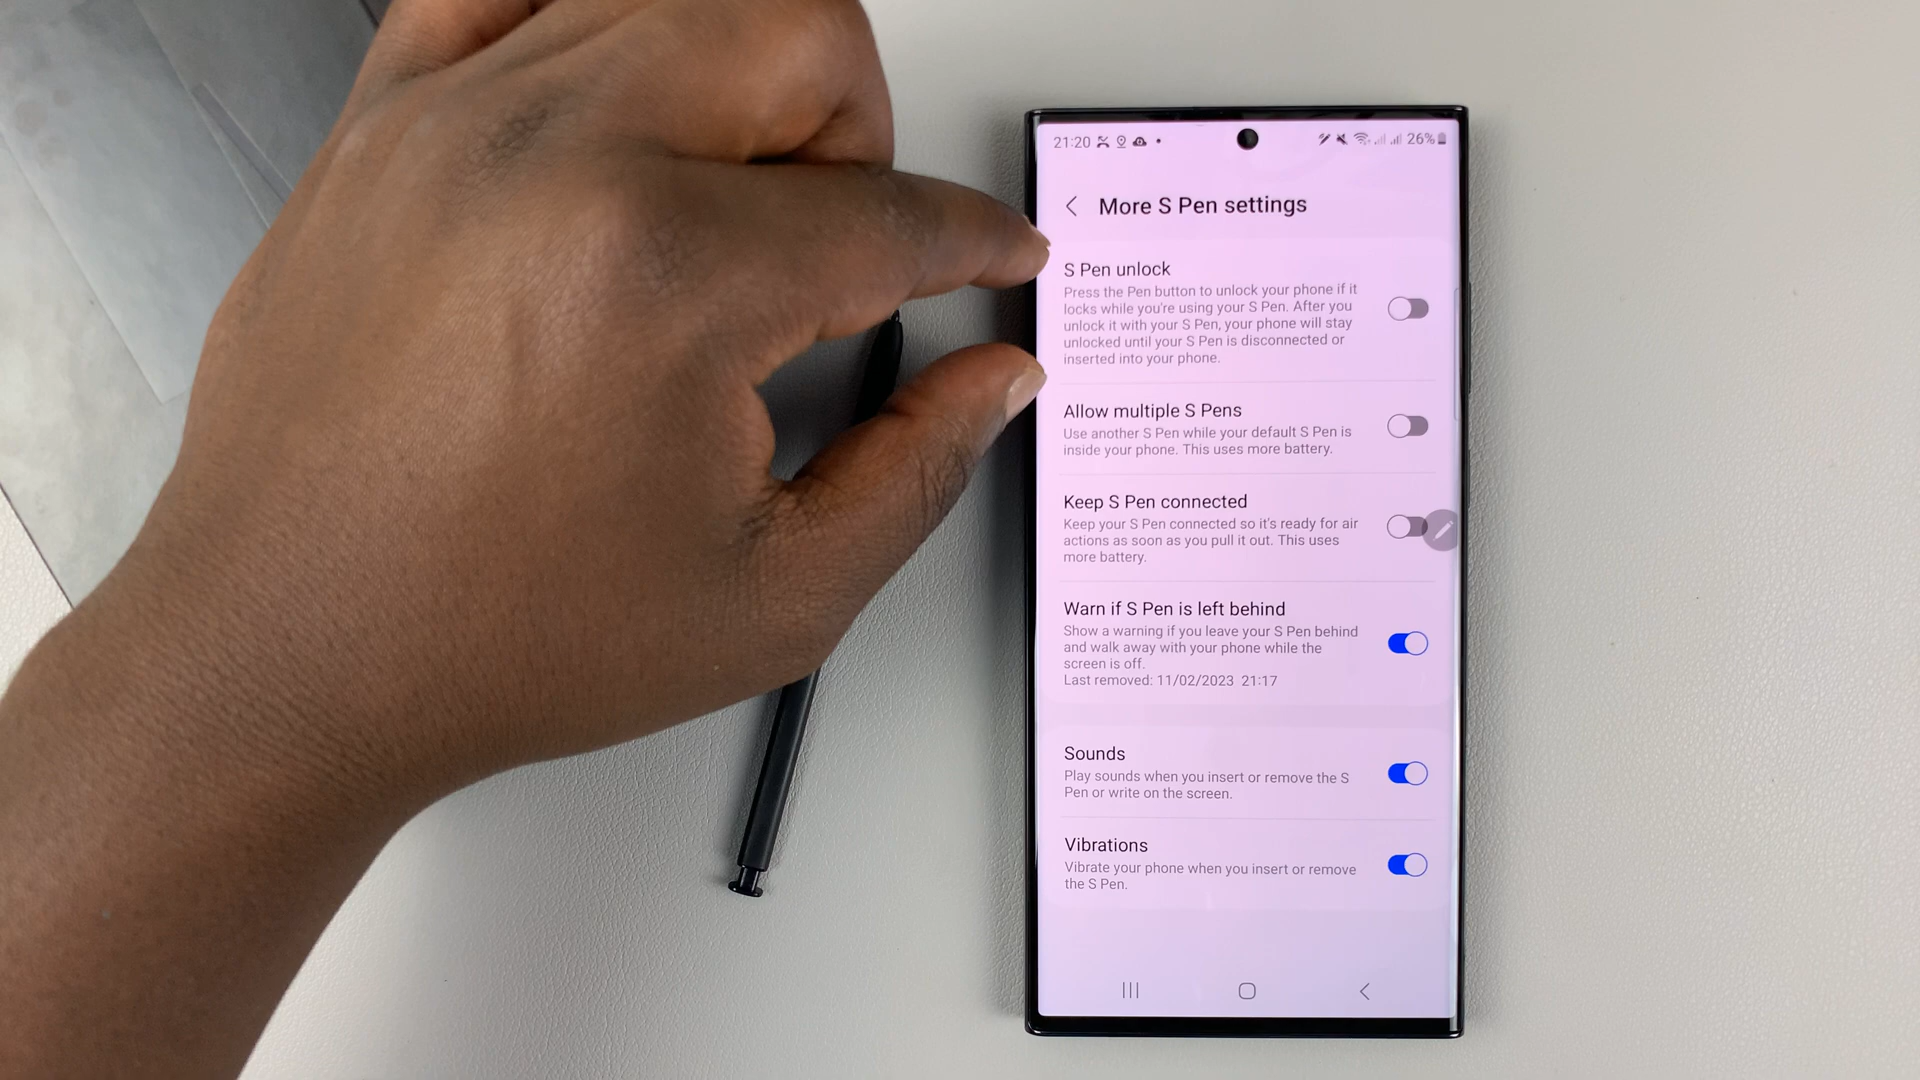 21:20
26%
More S Pen settings
S Pen unlock
Press the Pen button to unlock your phone if it
locks while you're using your S Pen. After you
unlock it with your S Pen, your phone will stay
unlocked until your S Pen is disconnected or
inserted into your phone.
Allow multiple S Pens
Use another S Pen while your default S Pen is
inside your phone. This uses more battery.
Keep S Pen connected
Keep your S Pen connected so it's ready for air
actions as soon as you pull it out. This uses
more battery.
Warn if S Pen is left behind
Show a warning if you leave your S Pen behind
and walk away with your phone while the
screen is off.
Last removed: 11/02/2023 21:17
Sounds
Play sounds when you insert or remove the S
Pen or write on the screen.
Vibrations
Vibrate your phone when you insert or remove
the S Pen.